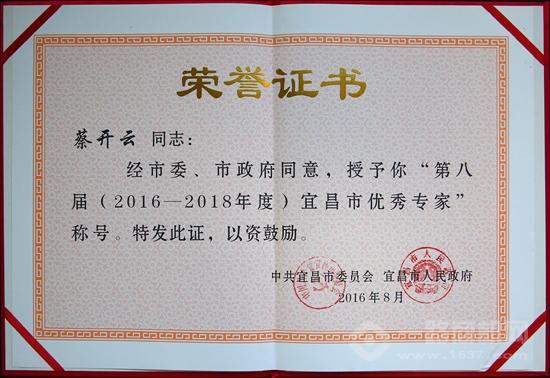 荣誉证书
蔡开云 同志：
经市委、市政府同意，授予你“第八
届（2016—2018年度）宜昌市优秀专家”
称号。特发此证，以资鼓励。
中共宜昌市委员会 宜昌市人民政府
2016年8月
www.1637.com